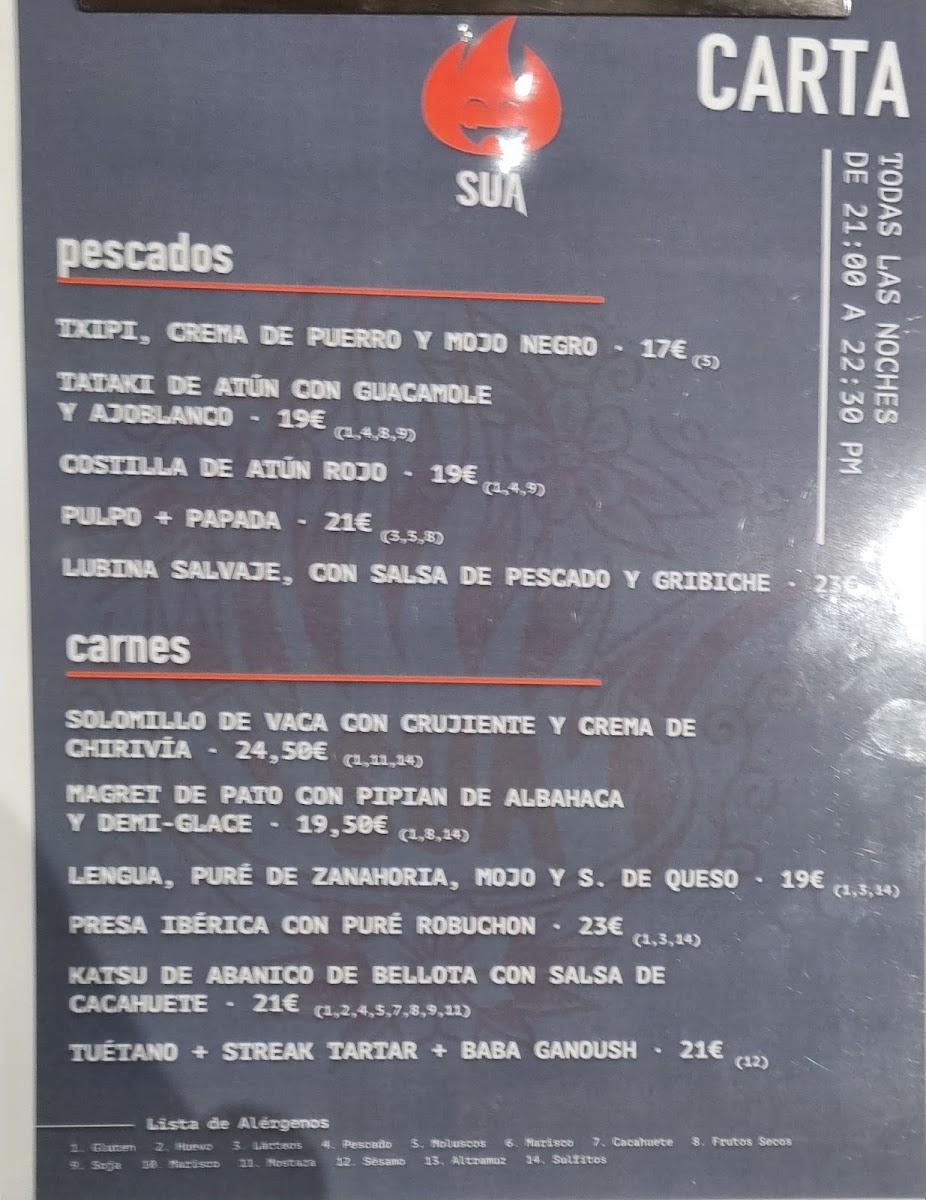 CARTA
SUA
TODAS LAS NOCHES
DE 21:00 A 22:30 PM
pescados
TXIPI, CREMA DE PUERRO Y MOJO NEGRO - 17€ (5)
TATAKI DE ATÚN CON GUACAMOLE
Y AJOBLANCO - 19€ (1,4,8,9)
COSTILLA DE ATÚN ROJO - 19€ (1,4,9)
PULPO + PAPADA - 21€ (3,5,8)
LUBINA SALVAJE, CON SALSA DE PESCADO Y GRIBICHE - 23€
carnes
SOLOMILLO DE VACA CON CRUJIENTE Y CREMA DE
CHIRIVÍA - 24,50€ (1,11,14)
MAGRET DE PATO CON PIPIAN DE ALBAHACA
Y DEMI-GLACE - 19,50€ (1,8,14)
LENGUA, PURÉ DE ZANAHORIA, MOJO Y S. DE QUESO - 19€ (1,3,14)
PRESA IBÉRICA CON PURÉ ROBUCHON - 23€ (1,3,14)
KATSU DE ABANICO DE BELLOTA CON SALSA DE
CACAHUETE - 21€ (1,2,4,5,7,8,9,11)
TUÉTANO + STREAK TARTAR + BABA GANOUSH - 21€ (12)
Lista de Alérgenos
1. Gluten 2. Huevo 3. Lácteos 4. Pescado 5. Moluscos 6. Marisco 7. Cacahuete 8. Frutos Secos
9. Soja 10. Marisco 11. Mostaza 12. Sésamo 13. Altramuz 14. Sulfitos